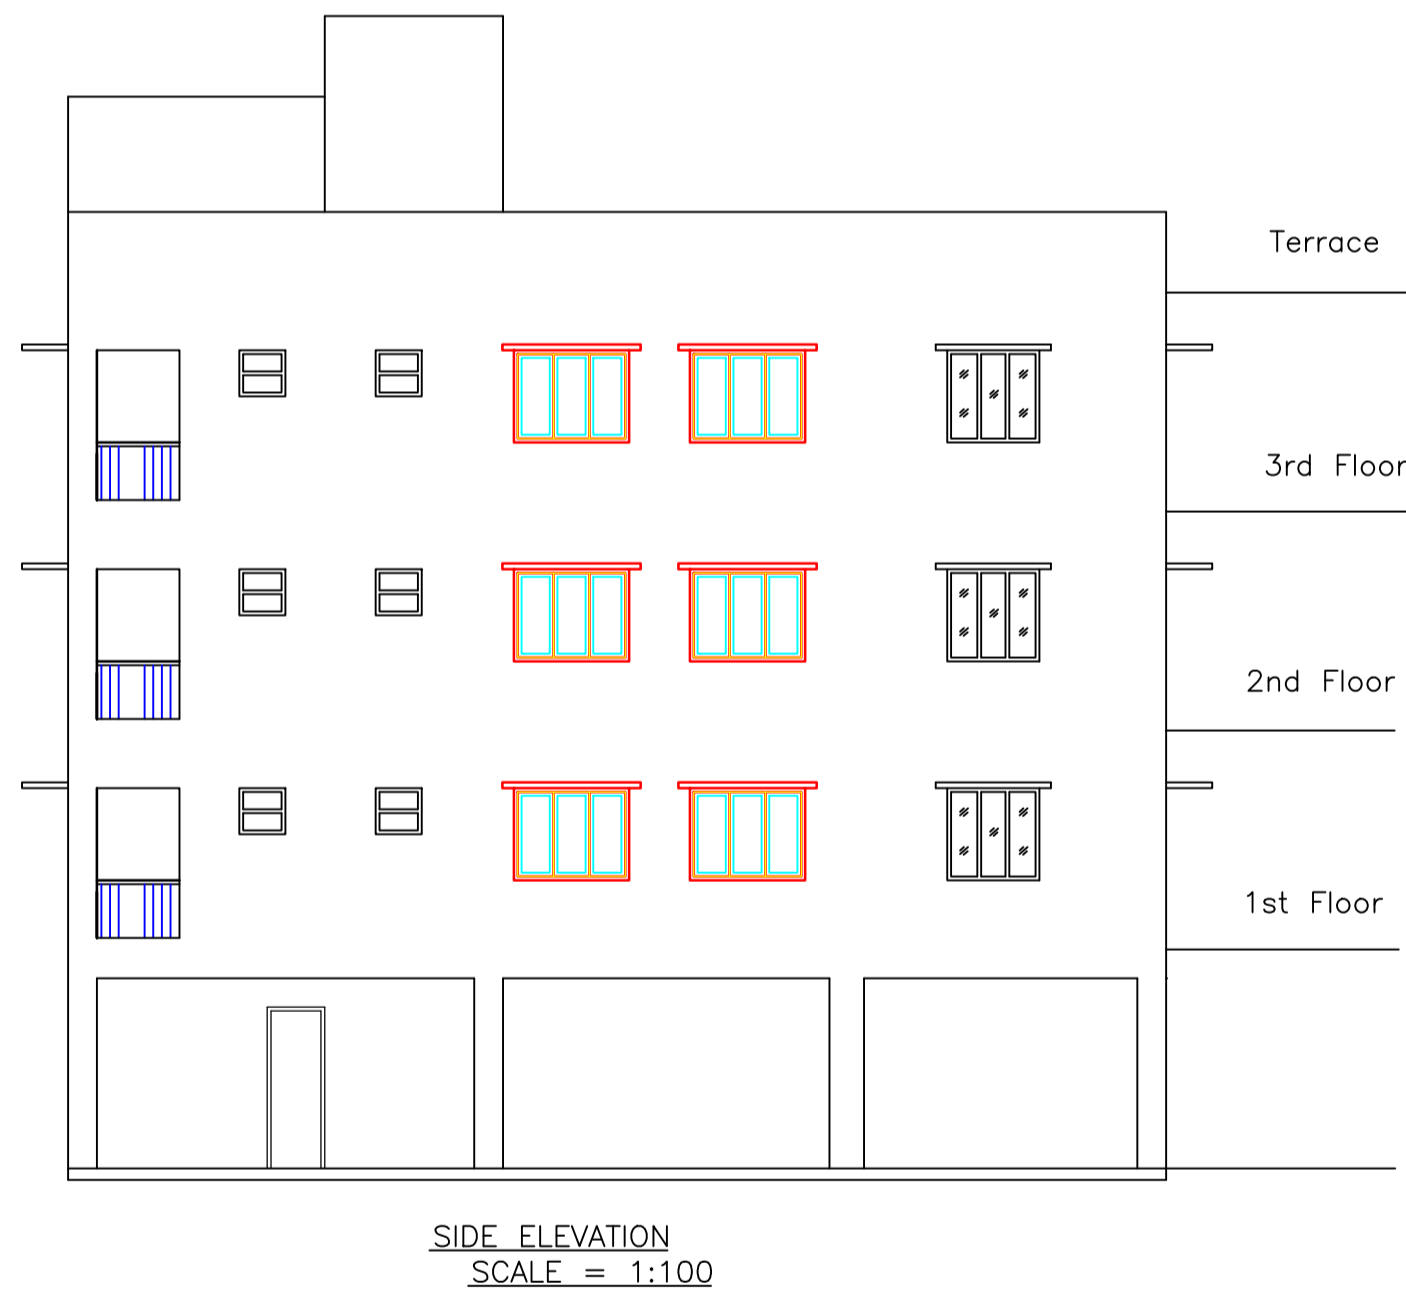 Terrace
3rd Floor
2nd Floor
1st Floor
SIDE ELEVATION
SCALE = 1:100